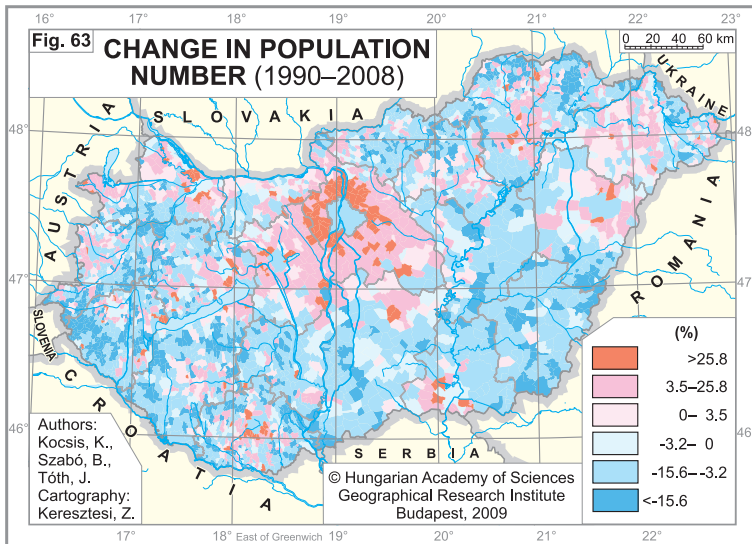 16° 17° 18° 19° 20° 21° 22° 23°
Fig. 63
CHANGE IN POPULATION
NUMBER (1990–2008)
0 20 40 60 km
UKRAINE
SLOVAKIA
AUSTRIA
48° 48°
ROMANIA
47° 47°
SLOVENIA
CROATIA
SERBIA
46° 46°
(%)
>25.8
3.5–25.8
0– 3.5
-3.2– 0
-15.6– -3.2
<-15.6
Authors:
Kocsis, K.,
Szabó, B.,
Tóth, J.
Cartography:
Keresztesi, Z.
© Hungarian Academy of Sciences
Geographical Research Institute
Budapest, 2009
17° 18° East of Greenwich 19° 20° 21° 22°